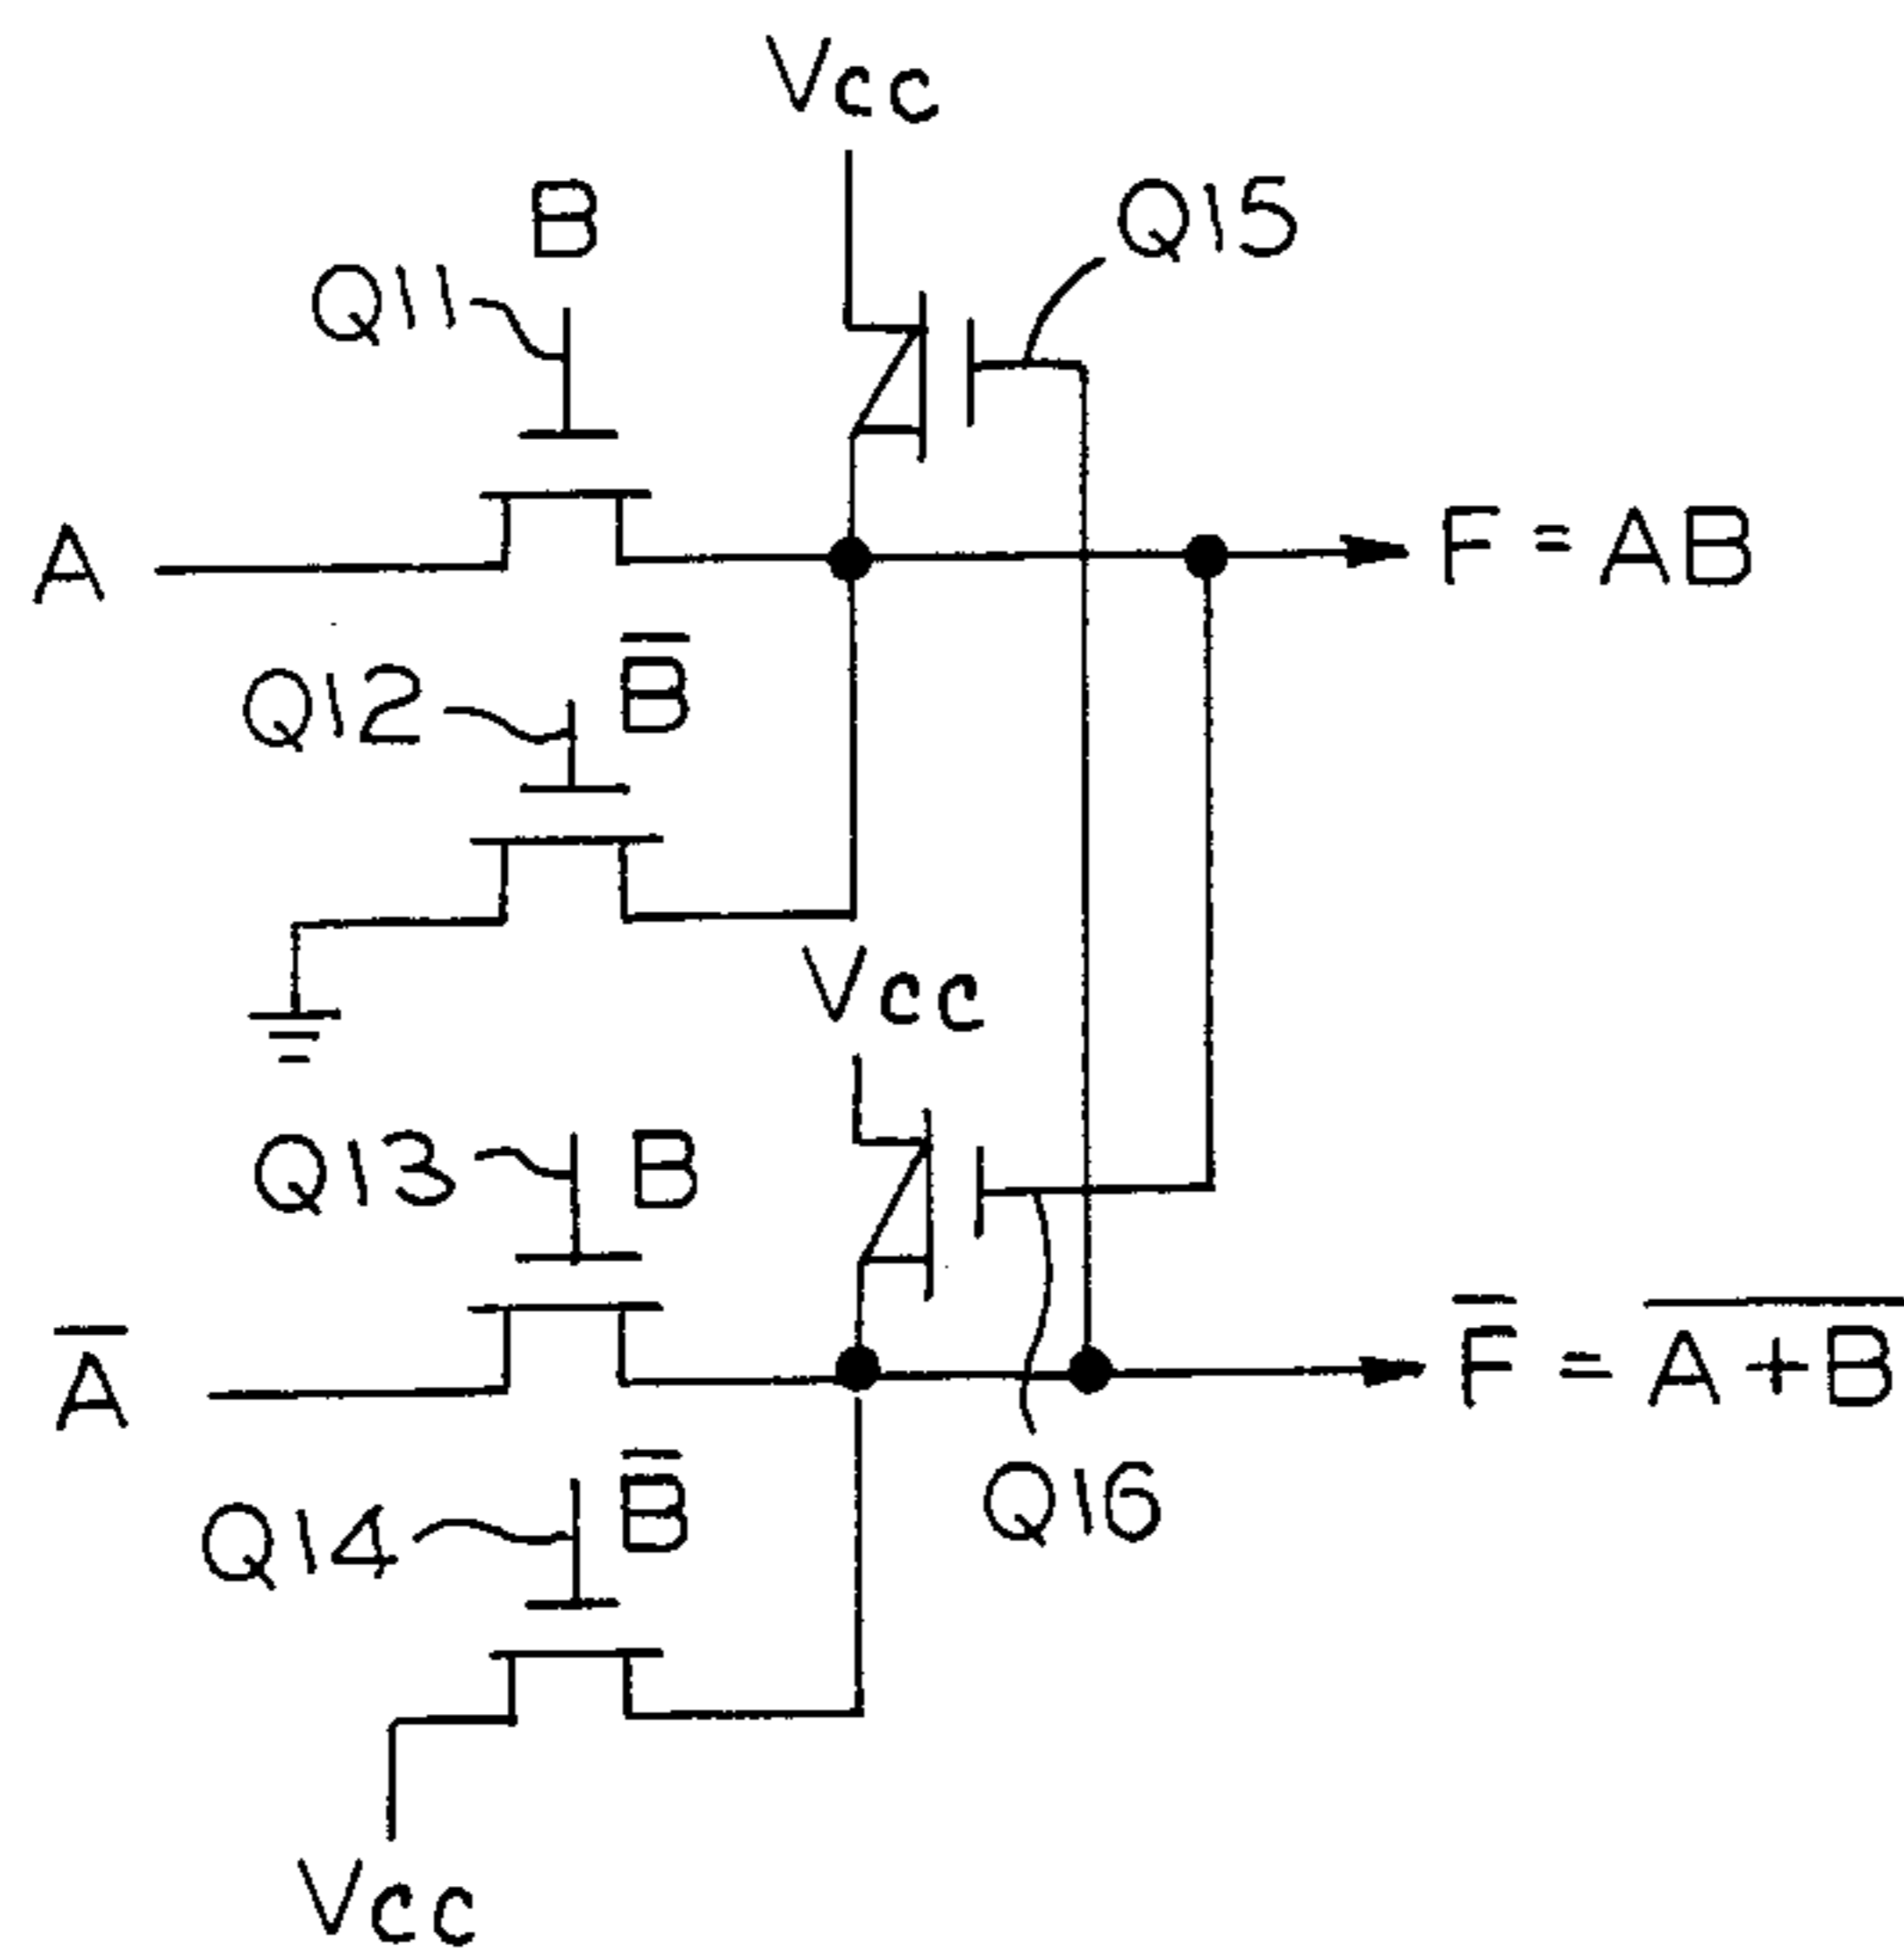 Vcc
B
Q11
Q15
A
F = AB
B̅
Q12
Vcc
Q13
B
A̅
F̅ = A̅+̅B̅
B̅
Q14
Q16
Vcc